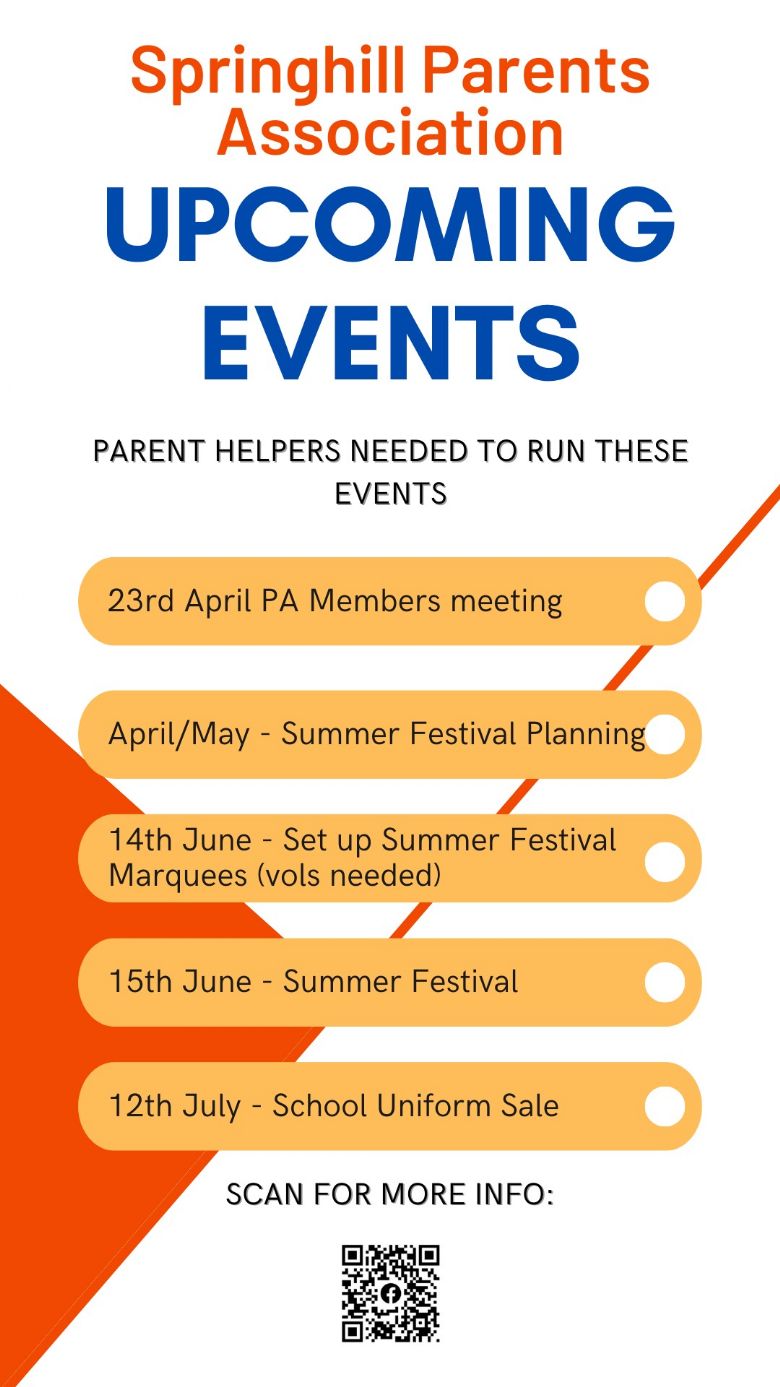 Springhill Parents
Association
UPCOMING
EVENTS
PARENT HELPERS NEEDED TO RUN THESE
EVENTS
23rd April PA Members meeting
April/May - Summer Festival Planning
14th June - Set up Summer Festival
Marquees (vols needed)
15th June - Summer Festival
12th July - School Uniform Sale
SCAN FOR MORE INFO: